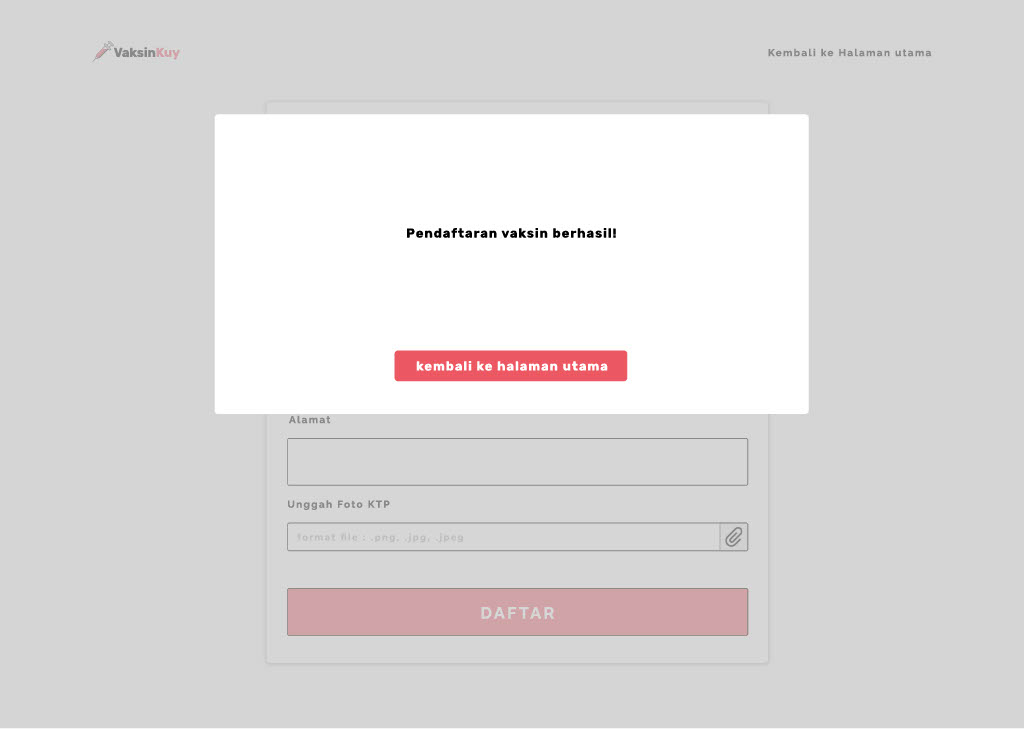 VaksinKuy
Kembali ke Halaman utama
Pendaftaran vaksin berhasil!
kembali ke halaman utama
Alamat
Unggah Foto KTP
format file : .png, .jpg, .jpeg
DAFTAR